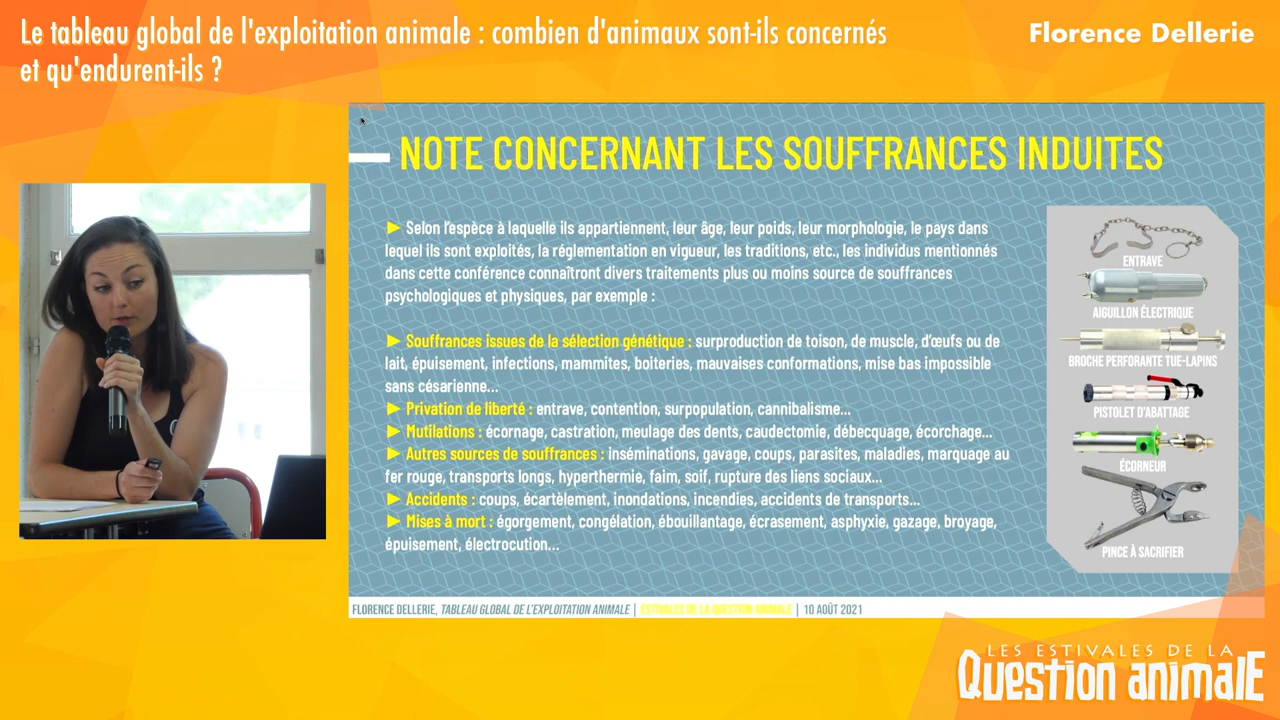 Le tableau global de l'exploitation animale : combien d'animaux sont-ils concernés
et qu'endurent-ils ?
Florence Dellerie
NOTE CONCERNANT LES SOUFFRANCES INDUITES
► Selon l'espèce à laquelle ils appartiennent, leur âge, leur poids, leur morphologie, le pays dans
lequel ils sont exploités, la réglementation en vigueur, les traditions, etc., les individus mentionnés
dans cette conférence connaîtront divers traitements plus ou moins source de souffrances
psychologiques et physiques, par exemple :
► Souffrances issues de la sélection génétique : surproduction de toison, de muscle, d'œufs ou de
lait, épuisement, infections, mammites, boiteries, mauvaises conformations, mise bas impossible
sans césarienne...
► Privation de liberté : entrave, contention, surpopulation, cannibalisme...
► Mutilations : écornage, castration, meulage des dents, caudectomie, débecquage, écorchage...
► Autres sources de souffrances : inséminations, gavage, coups, parasites, maladies, marquage au
fer rouge, transports longs, hyperthermie, faim, soif, rupture des liens sociaux...
► Accidents : coups, écartèlement, inondations, incendies, accidents de transports...
► Mises à mort : égorgement, congélation, ébouillantage, écrasement, asphyxie, gazage, broyage,
épuisement, électrocution...
ENTRAVE
AIGUILLON ÉLECTRIQUE
BROCHE PERFORANTE TUE-LAPINS
PISTOLET D'ABATTAGE
ÉCORNEUR
PINCE À SACRIFIER
FLORENCE DELLERIE, TABLEAU GLOBAL DE L'EXPLOITATION ANIMALE | ESTIVALES DE LA QUESTION ANIMALE | 10 AOÛT 2021
LES ESTIVALES DE LA
QUESTION ANIMALE